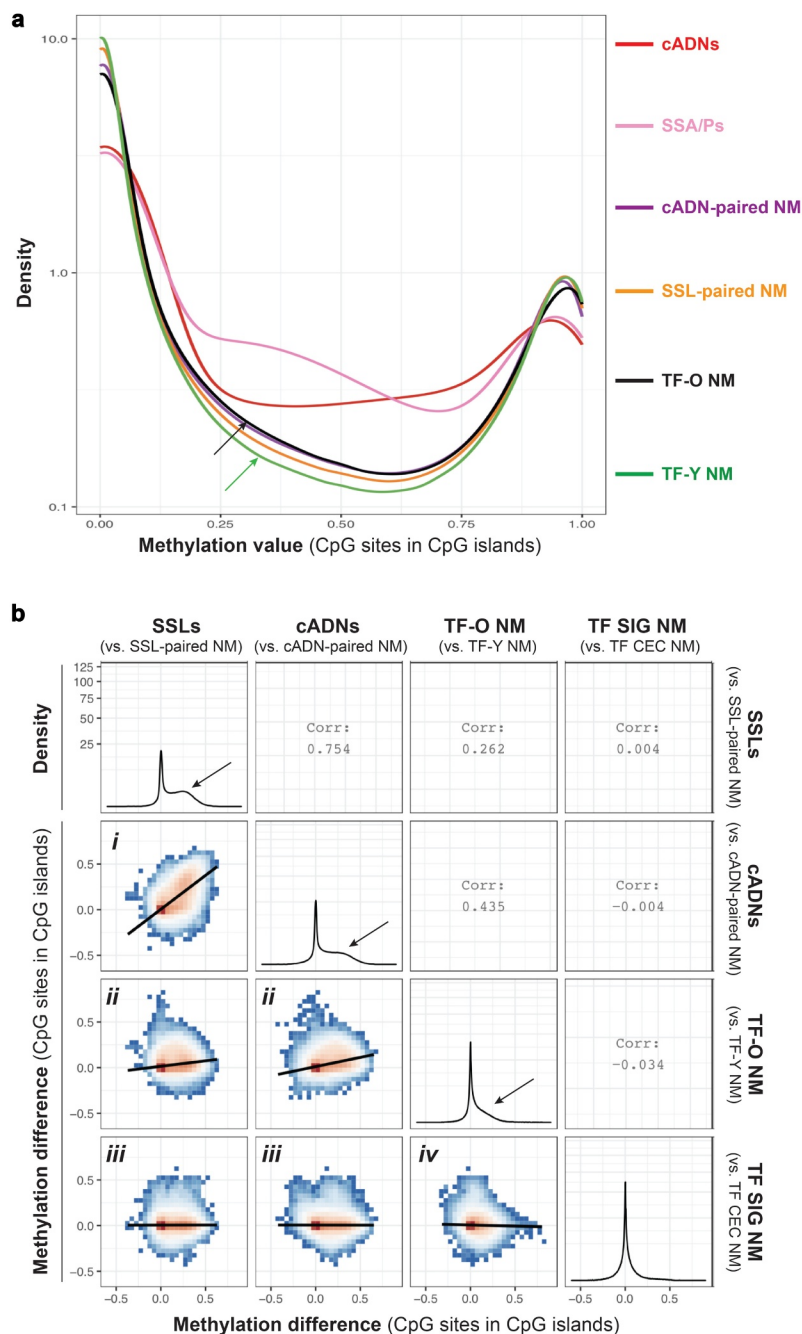 a
10.0
1.0
0.1
Density
0.00 0.25 0.50 0.75 1.00
Methylation value (CpG sites in CpG islands)
cADNs
SSA/Ps
cADN-paired NM
SSL-paired NM
TF-O NM
TF-Y NM
b
SSLs
(vs. SSL-paired NM)
cADNs
(vs. cADN-paired NM)
TF-O NM
(vs. TF-Y NM)
TF SIG NM
(vs. TF CEC NM)
Density
125
100
75
50
25
Corr:
0.754
Corr:
0.262
Corr:
0.004
SSLs
(vs. SSL-paired NM)
Methylation difference (CpG sites in CpG islands)
i
0.5
0.0
−0.5
Corr:
0.435
Corr:
−0.004
cADNs
(vs. cADN-paired NM)
ii
ii
0.5
0.0
−0.5
Corr:
−0.034
TF-O NM
(vs. TF-Y NM)
iii
iii
iv
0.5
0.0
−0.5
TF SIG NM
(vs. TF CEC NM)
−0.5 0.0 0.5 −0.5 0.0 0.5 −0.5 0.0 0.5 −0.5 0.0 0.5
Methylation difference (CpG sites in CpG islands)